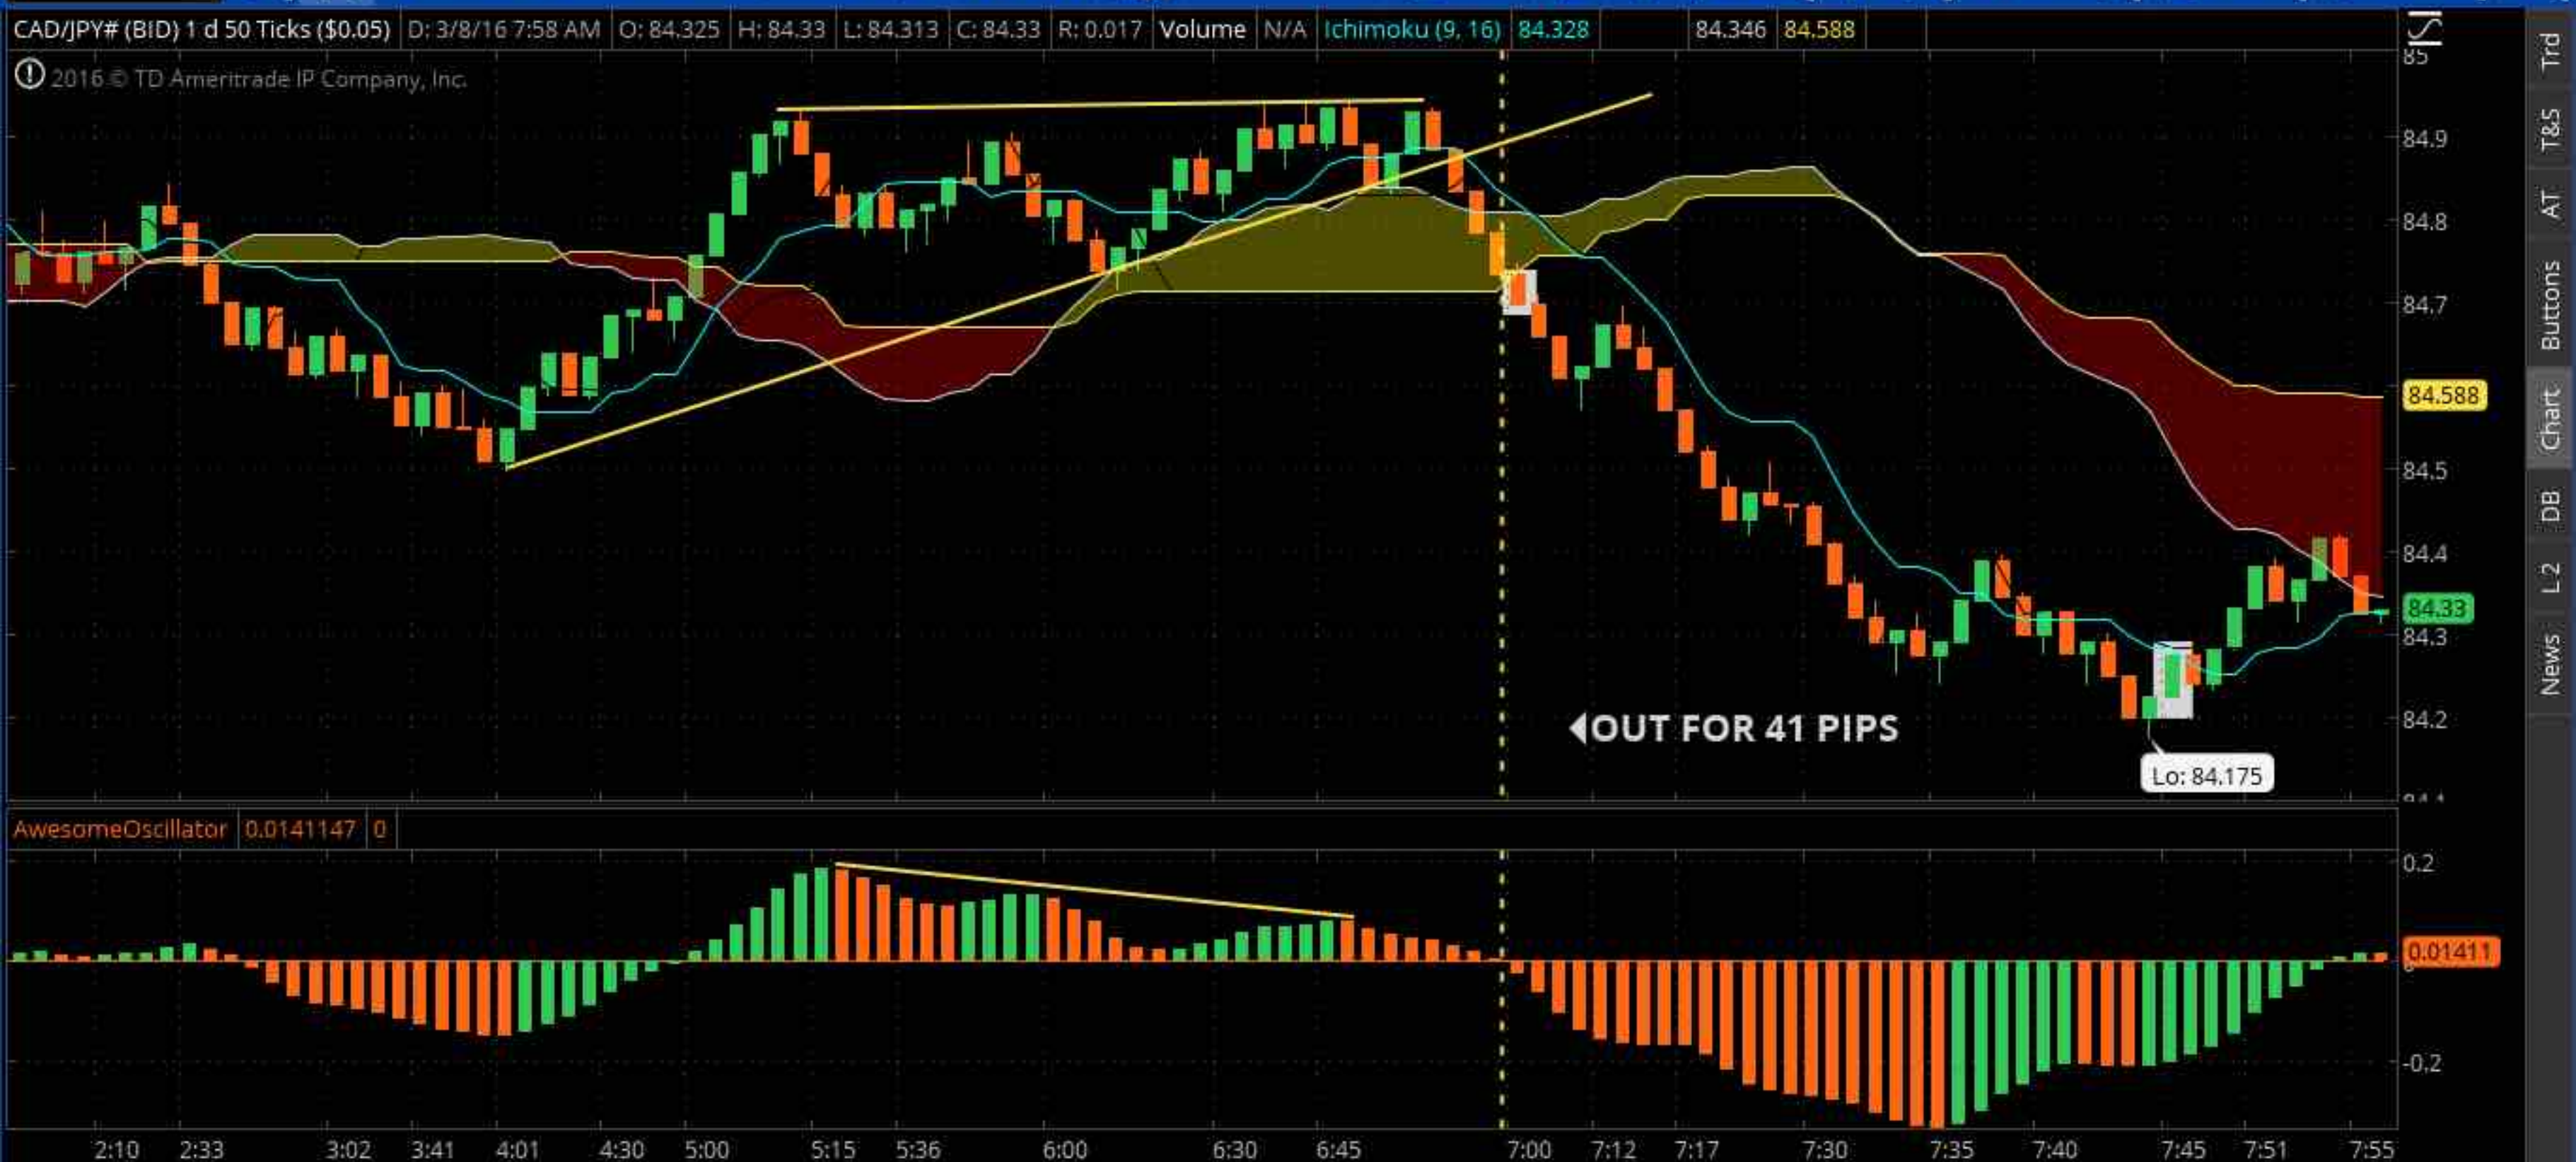 CAD/JPY# (BID) 1 d 50 Ticks ($0.05) D: 3/8/16 7:58 AM O: 84.325 H: 84.33 L: 84.313 C: 84.33 R: 0.017 Volume N/A Ichimoku (9, 16) 84.328 84.346 84.588
2016 © TD Ameritrade IP Company, Inc.
85
84.9
84.8
84.7
84.588
84.5
84.4
84.33
84.3
84.2
84.1
OUT FOR 41 PIPS
Lo: 84.175
AwesomeOscillator 0.0141147 0
0.2
0.01411
0
-0.2
2:10 2:33 3:02 3:41 4:01 4:30 5:00 5:15 5:36 6:00 6:30 6:45 7:00 7:12 7:17 7:30 7:35 7:40 7:45 7:51 7:55
Trd
T&S
AT
Buttons
Chart
DB
L2
News